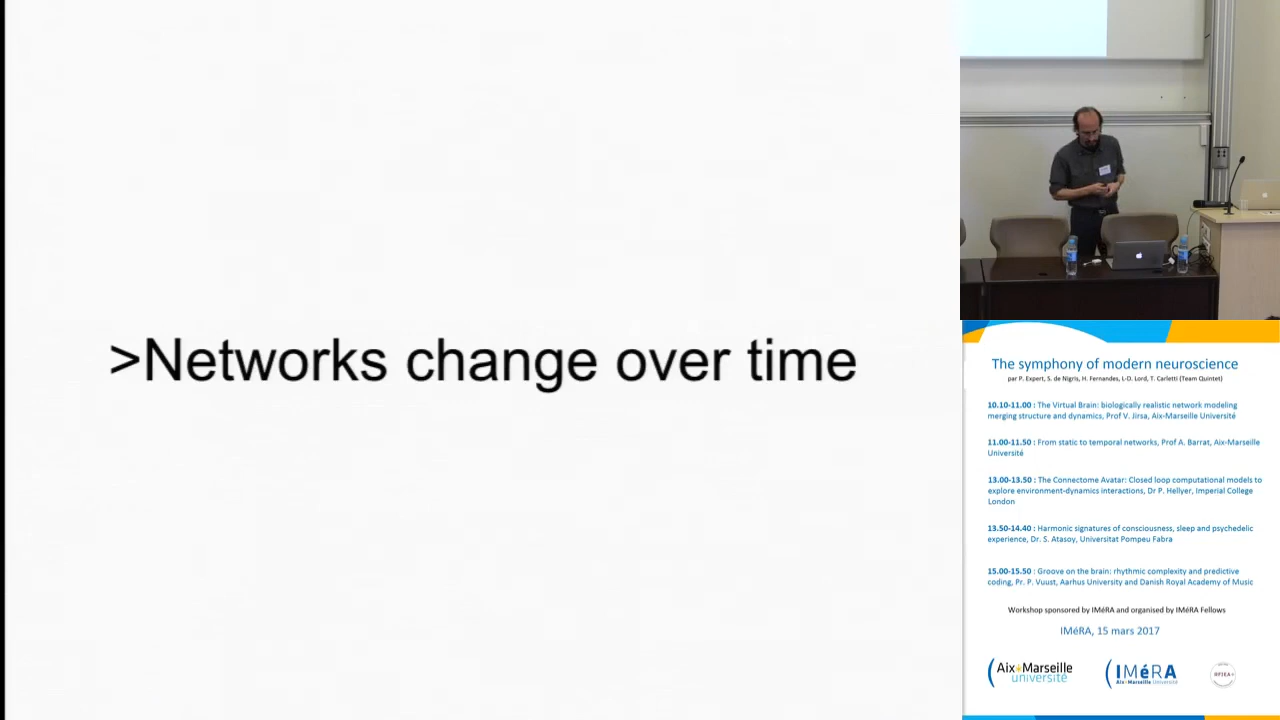 >Networks change over time
The symphony of modern neuroscience
par P. Expert, S. de Nigris, H. Fernandes, L-D. Lord, T. Carletti (Team Quintet)
10.10-11.00 : The Virtual Brain: biologically realistic network modeling
merging structure and dynamics, Prof V. Jirsa, Aix-Marseille Université
11.00-11.50 : From static to temporal networks, Prof A. Barrat, Aix-Marseille
Université
13.00-13.50 : The Connectome Avatar: Closed loop computational models to
explore environment-dynamics interactions, Dr P. Hellyer, Imperial College
London
13.50-14.40 : Harmonic signatures of consciousness, sleep and psychedelic
experience, Dr. S. Atasoy, Universitat Pompeu Fabra
15.00-15.50 : Groove on the brain: rhythmic complexity and predictive
coding, Pr. P. Vuust, Aarhus University and Danish Royal Academy of Music
Workshop sponsored by IMéRA and organised by IMéRA Fellows
IMéRA, 15 mars 2017
Aix Marseille
université
IMéRA
Aix-Marseille Université
RFIEA+